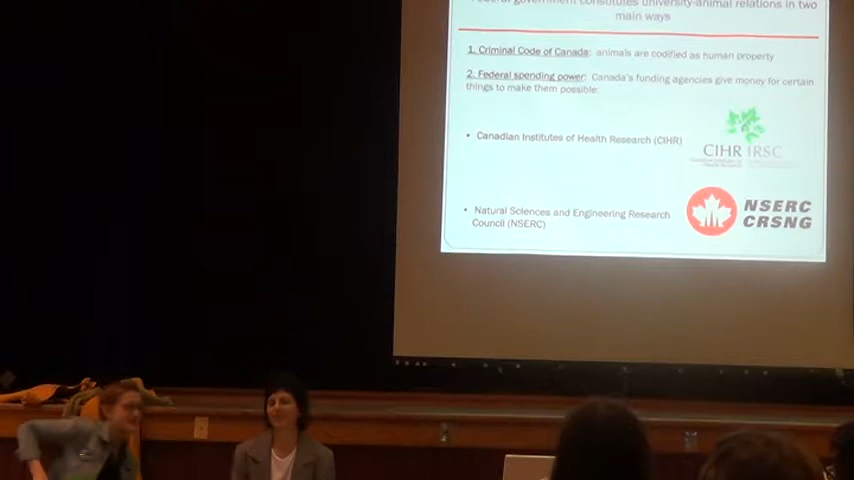 Federal government constitutes university-animal relations in two
main ways
1. Criminal Code of Canada: animals are codified as human property
2. Federal spending power: Canada's funding agencies give money for certain
things to make them possible:
• Canadian Institutes of Health Research (CIHR)
CIHR IRSC
• Natural Sciences and Engineering Research
Council (NSERC)
NSERC
CRSNG